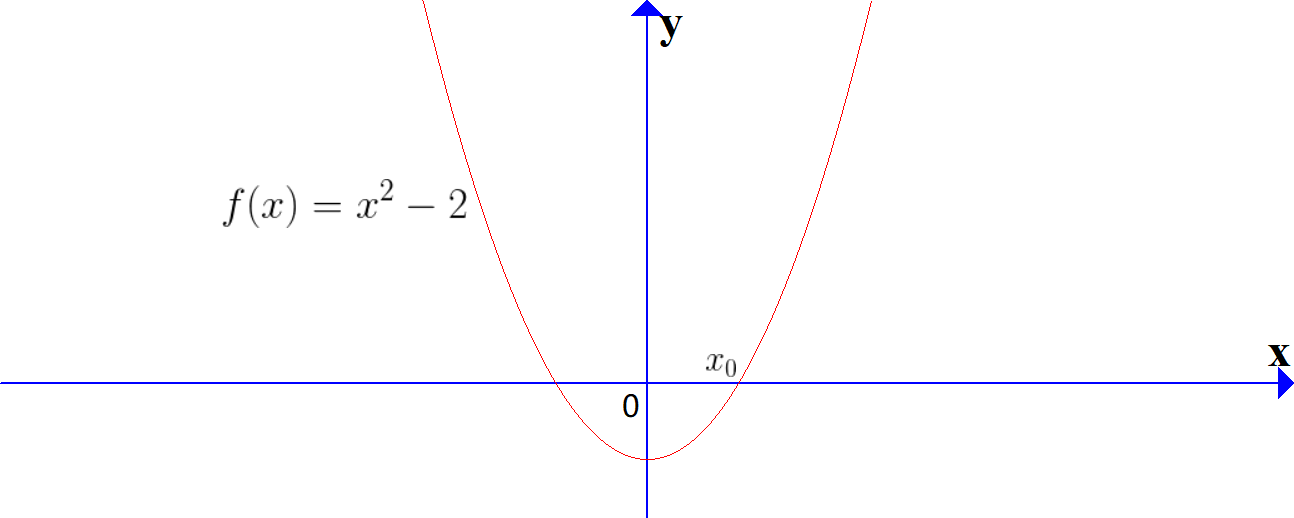 y
f(x) = x² − 2
x₀
x
0